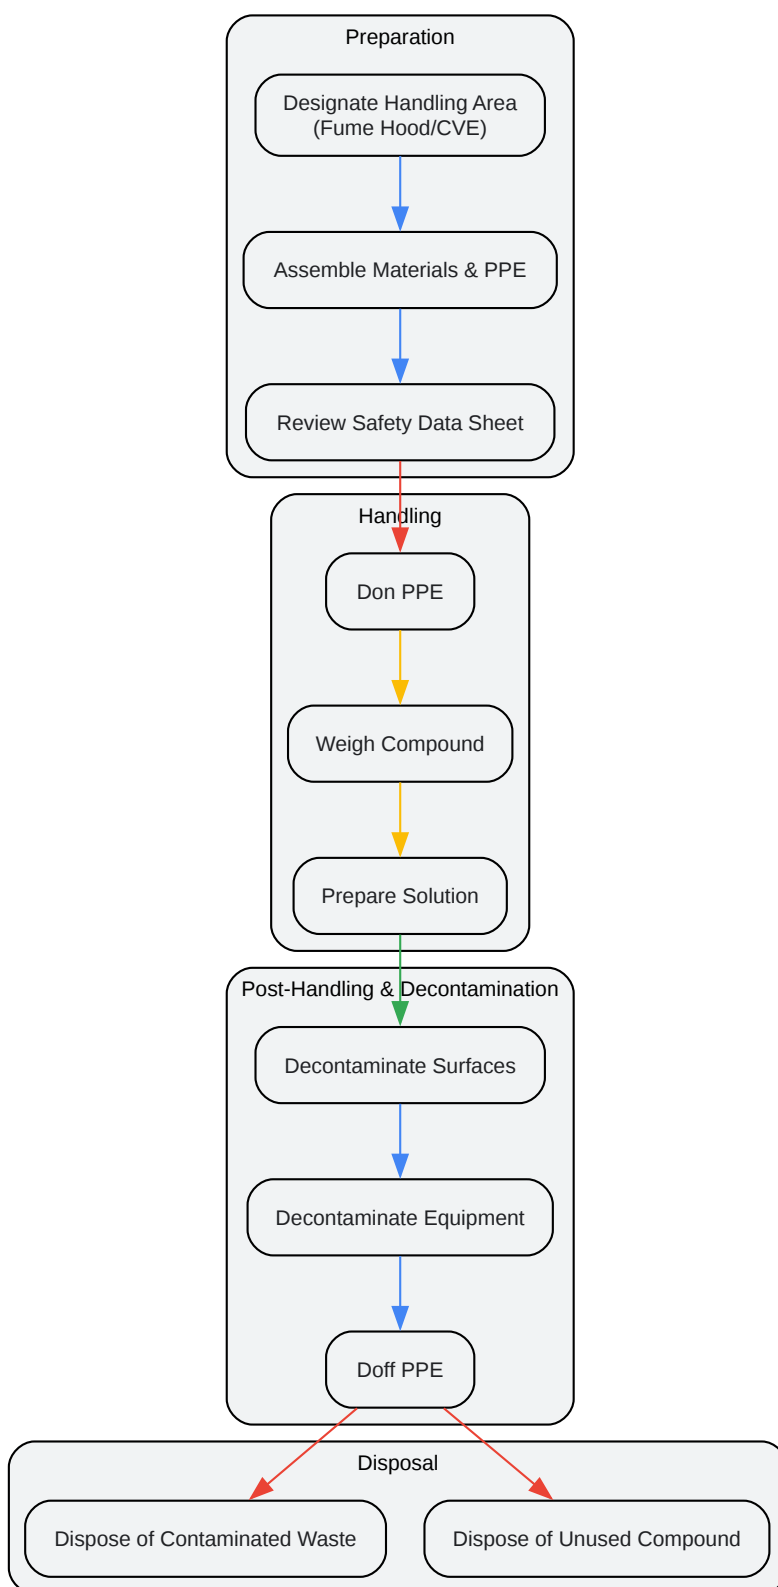 Preparation
Designate Handling Area
(Fume Hood/CVE)
Assemble Materials & PPE
Review Safety Data Sheet
Handling
Don PPE
Weigh Compound
Prepare Solution
Post-Handling & Decontamination
Decontaminate Surfaces
Decontaminate Equipment
Doff PPE
Disposal
Dispose of Contaminated Waste
Dispose of Unused Compound